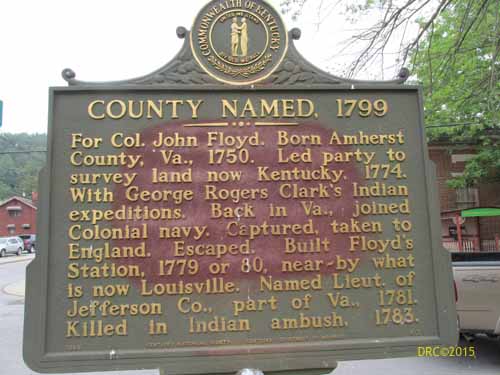 COMMONWEALTH OF KENTUCKY
COUNTY NAMED, 1799
For Col. John Floyd. Born Amherst
County, Va., 1750. Led party to
survey land now Kentucky, 1774.
With George Rogers Clark's Indian
expeditions. Back in Va., joined
Colonial navy. Captured, taken to
England. Escaped. Built Floyd's
Station, 1779 or 80, near-by what
is now Louisville. Named Lieut. of
Jefferson Co., part of Va., 1781.
Killed in Indian ambush, 1783.
DRC©2015